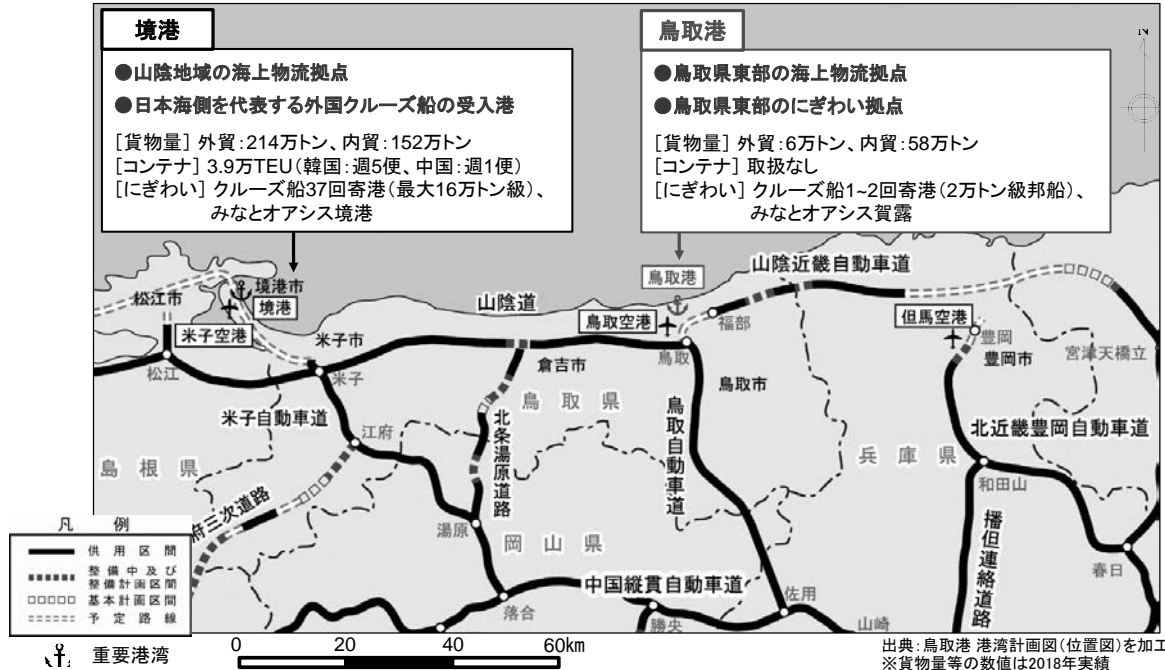 境港
●山陰地域の海上物流拠点
●日本海側を代表する外国クルーズ船の受入港
[貨物量] 外貿:214万トン、内貿:152万トン
[コンテナ] 3.9万TEU(韓国:週5便、中国:週1便)
[にぎわい] クルーズ船37回寄港(最大16万トン級)、
みなとオアシス境港
鳥取港
●鳥取県東部の海上物流拠点
●鳥取県東部のにぎわい拠点
[貨物量] 外貿:6万トン、内貿:58万トン
[コンテナ] 取扱なし
[にぎわい] クルーズ船1~2回寄港(2万トン級邦船)、
みなとオアシス賀露
N
鳥取港
山陰近畿自動車道
境港市
松江市
境港
山陰道
米子空港
米子市
鳥取空港
福部
但馬空港
豊岡
豊岡市
宮津天橋立
松江
米子
倉吉市
鳥取
鳥取市
鳥取県
米子自動車道
江府
北条湯原道路
鳥取自動車道
兵庫県
北近畿豊岡自動車道
島根県
和田山
府三次道路
湯原
岡山県
播但連絡道路
春日
中国縦貫自動車道
落合
勝央
佐用
山崎
凡 例
供用区間
整備中及び
整備計画区間
基本計画区間
予定路線
重要港湾
0 20 40 60km
出典:鳥取港 港湾計画図(位置図)を加工
※貨物量等の数値は2018年実績